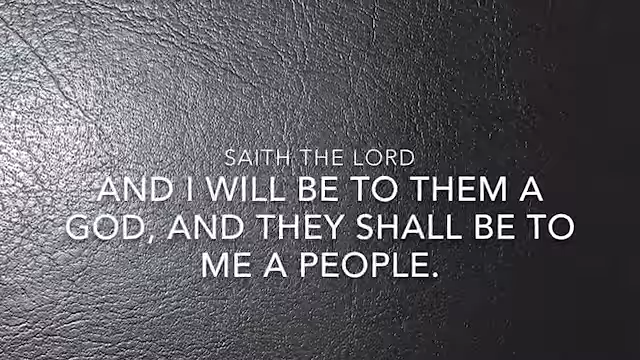 SAITH THE LORD
AND I WILL BE TO THEM A
GOD, AND THEY SHALL BE TO
ME A PEOPLE.